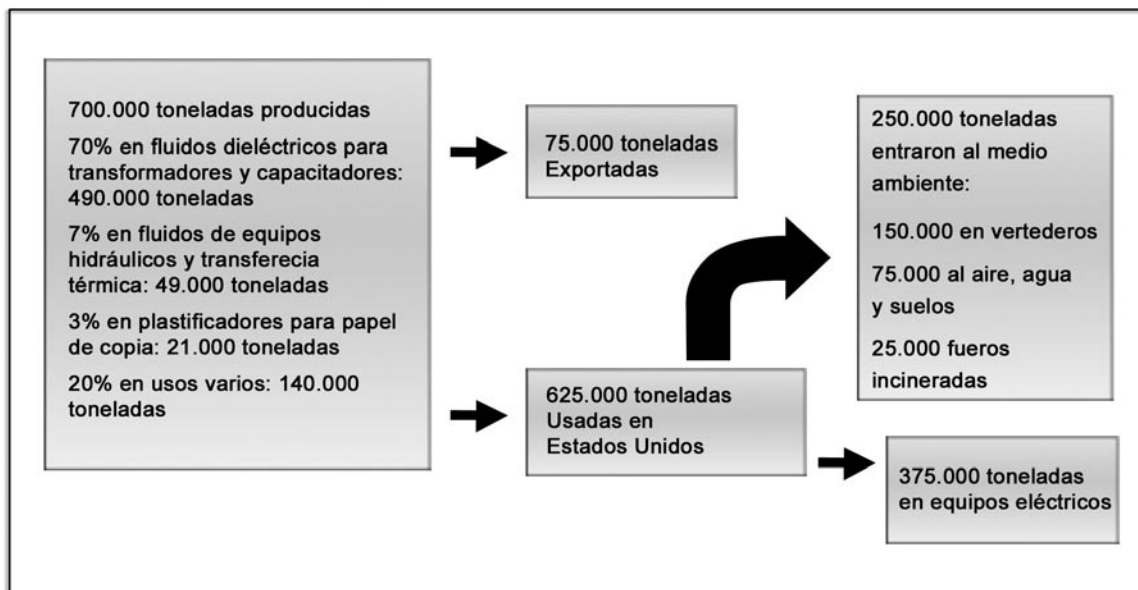 700.000 toneladas producidas
70% en fluidos dieléctricos para
transformadores y capacitadores:
490.000 toneladas
7% en fluidos de equipos
hidráulicos y transferecia
térmica: 49.000 toneladas
3% en plastificadores para papel
de copia: 21.000 toneladas
20% en usos varios: 140.000
toneladas
75.000 toneladas
Exportadas
625.000 toneladas
Usadas en
Estados Unidos
250.000 toneladas
entraron al medio
ambiente:
150.000 en vertederos
75.000 al aire, agua
y suelos
25.000 fueros
incineradas
375.000 toneladas
en equipos eléctricos